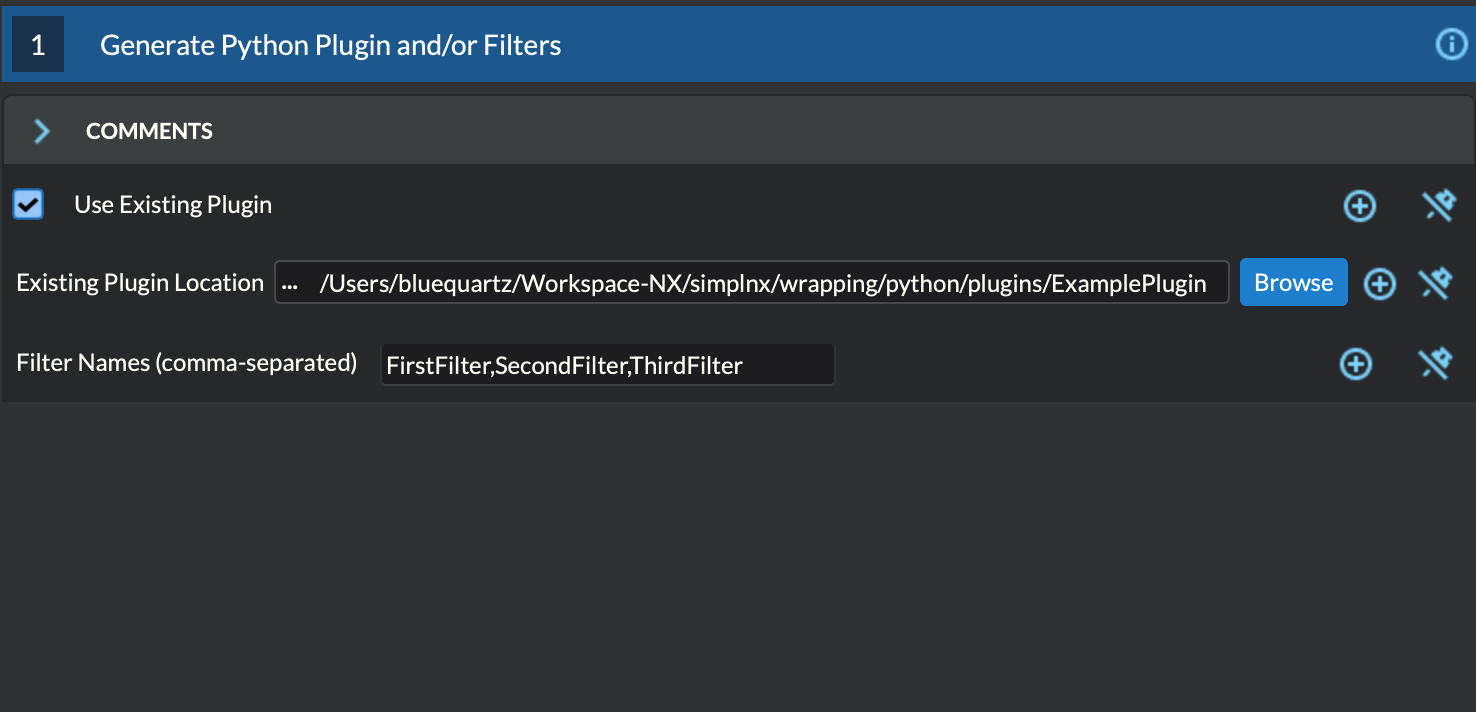 1 Generate Python Plugin and/or Filters
COMMENTS
Use Existing Plugin
Existing Plugin Location ... /Users/bluequartz/Workspace-NX/simplnx/wrapping/python/plugins/ExamplePlugin Browse
Filter Names (comma-separated) FirstFilter,SecondFilter,ThirdFilter